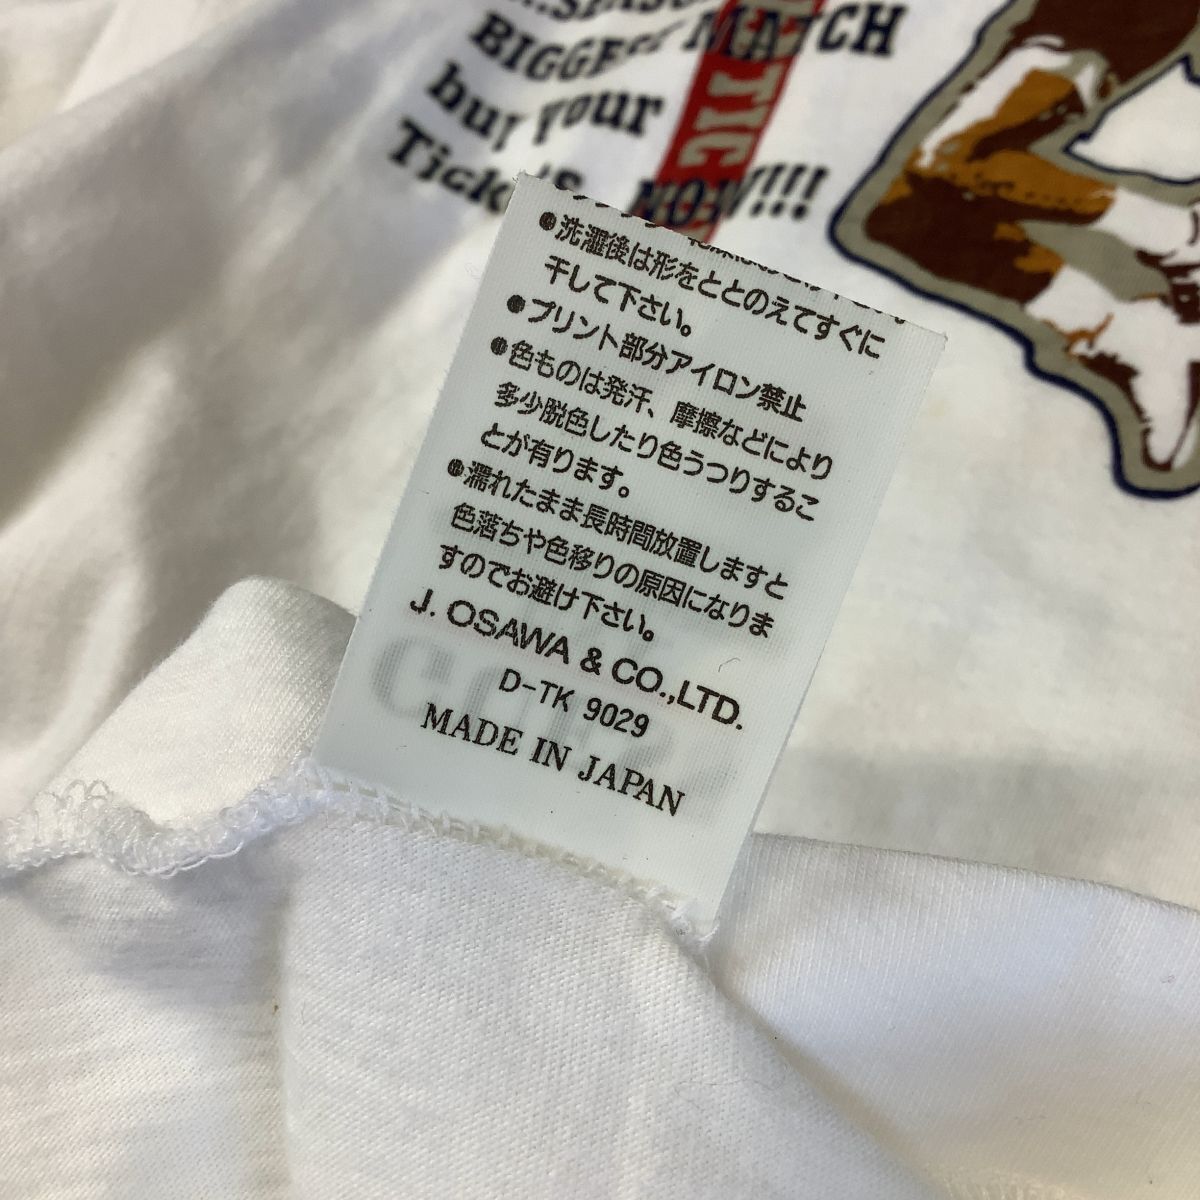 BIGGEST MATCH
but your
NOW!!!
TIC
●洗濯後は形をととのえてすぐに
干して下さい。
●プリント部分アイロン禁止
●色ものは発汗、摩擦などにより
多少脱色したり色うつりするこ
とが有ります。
●濡れたまま長時間放置しますと
色落ちや色移りの原因になりま
すのでお避け下さい。
J. OSAWA & CO.,LTD.
D-TK 9029
MADE IN JAPAN